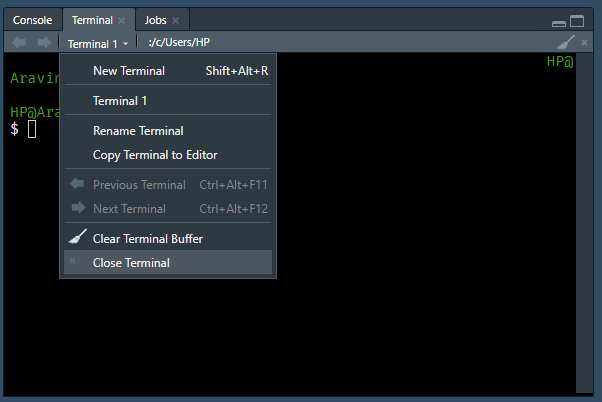 Console Terminal Jobs
Terminal 1 :/c/Users/HP
HP@
Aravin
HP@Ara
$
New Terminal Shift+Alt+R
Terminal 1
Rename Terminal
Copy Terminal to Editor
Previous Terminal Ctrl+Alt+F11
Next Terminal Ctrl+Alt+F12
Clear Terminal Buffer
Close Terminal